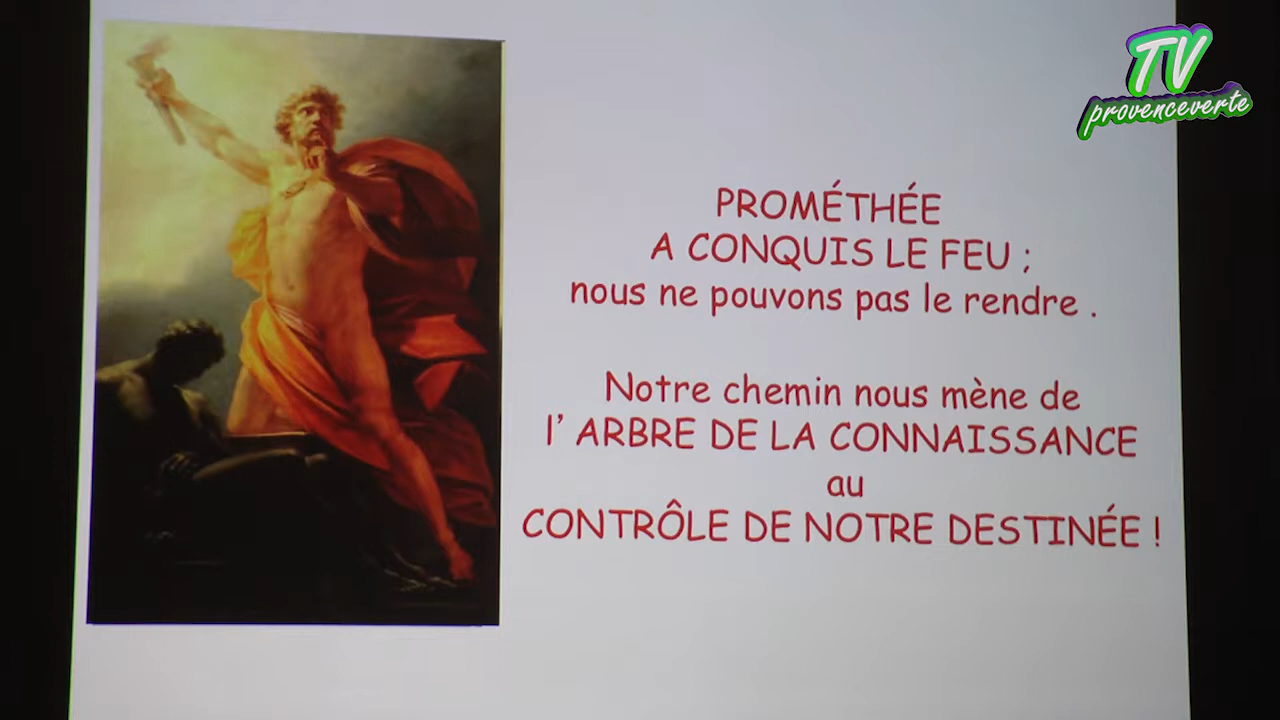 TV
provenceverte
PROMÉTHÉE
A CONQUIS LE FEU ;
nous ne pouvons pas le rendre .
Notre chemin nous mène de
l’ ARBRE DE LA CONNAISSANCE
au
CONTRÔLE DE NOTRE DESTINÉE !